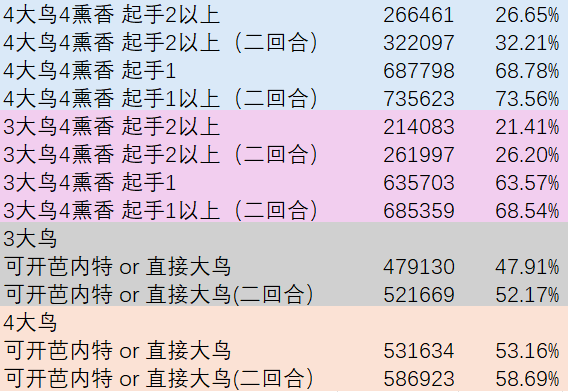 4大鸟4熏香 起手2以上 266461 26.65%
4大鸟4熏香 起手2以上（二回合） 322097 32.21%
4大鸟4熏香 起手1 687798 68.78%
4大鸟4熏香 起手1以上（二回合） 735623 73.56%
3大鸟4熏香 起手2以上 214083 21.41%
3大鸟4熏香 起手2以上（二回合） 261997 26.20%
3大鸟4熏香 起手1 635703 63.57%
3大鸟4熏香 起手1以上（二回合） 685359 68.54%
3大鸟
可开芭内特 or 直接大鸟 479130 47.91%
可开芭内特 or 直接大鸟(二回合） 521669 52.17%
4大鸟
可开芭内特 or 直接大鸟 531634 53.16%
可开芭内特 or 直接大鸟(二回合） 586923 58.69%